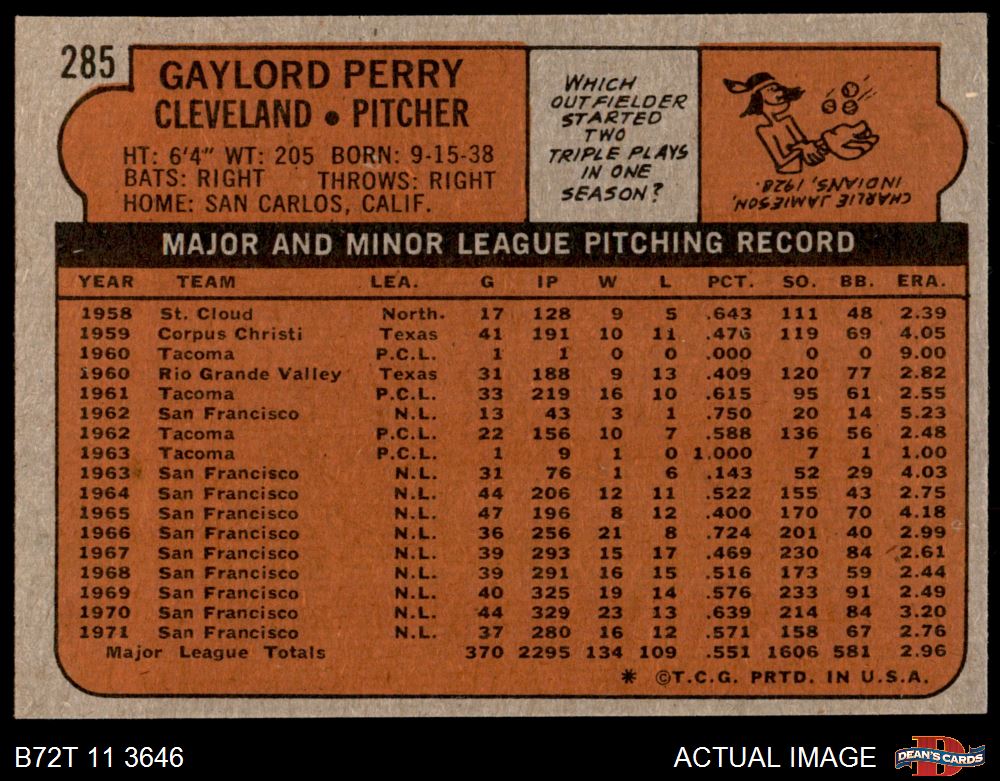 285
GAYLORD PERRY
CLEVELAND • PITCHER
HT: 6'4" WT: 205 BORN: 9-15-38
BATS: RIGHT THROWS: RIGHT
HOME: SAN CARLOS, CALIF.
WHICH
OUTFIELDER
STARTED
TWO
TRIPLE PLAYS
IN ONE
SEASON?
CHARLIE JAMIESON,
INDIANS, 1928.
MAJOR AND MINOR LEAGUE PITCHING RECORD
YEAR TEAM LEA. G IP W L PCT. SO. BB. ERA.
1958 St. Cloud North. 17 128 9 5 .643 111 48 2.39
1959 Corpus Christi Texas 41 191 10 11 .476 119 69 4.05
1960 Tacoma P.C.L. 1 1 0 0 .000 0 0 9.00
1960 Rio Grande Valley Texas 31 188 9 13 .409 120 77 2.82
1961 Tacoma P.C.L. 33 219 16 10 .615 95 61 2.55
1962 San Francisco N.L. 13 43 3 1 .750 20 14 5.23
1962 Tacoma P.C.L. 22 156 10 7 .588 136 56 2.48
1963 Tacoma P.C.L. 1 9 1 0 1.000 7 1 1.00
1963 San Francisco N.L. 31 76 1 6 .143 52 29 4.03
1964 San Francisco N.L. 44 206 12 11 .522 155 43 2.75
1965 San Francisco N.L. 47 196 8 12 .400 170 70 4.18
1966 San Francisco N.L. 36 256 21 8 .724 201 40 2.99
1967 San Francisco N.L. 39 293 15 17 .469 230 84 2.61
1968 San Francisco N.L. 39 291 16 15 .516 173 59 2.44
1969 San Francisco N.L. 40 325 19 14 .576 233 91 2.49
1970 San Francisco N.L. 44 329 23 13 .639 214 84 3.20
1971 San Francisco N.L. 37 280 16 12 .571 158 67 2.76
Major League Totals 370 2295 134 109 .551 1606 581 2.96
* ©T.C.G. PRTD. IN U.S.A.
B72T 11 3646
ACTUAL IMAGE
DEAN'S CARDS